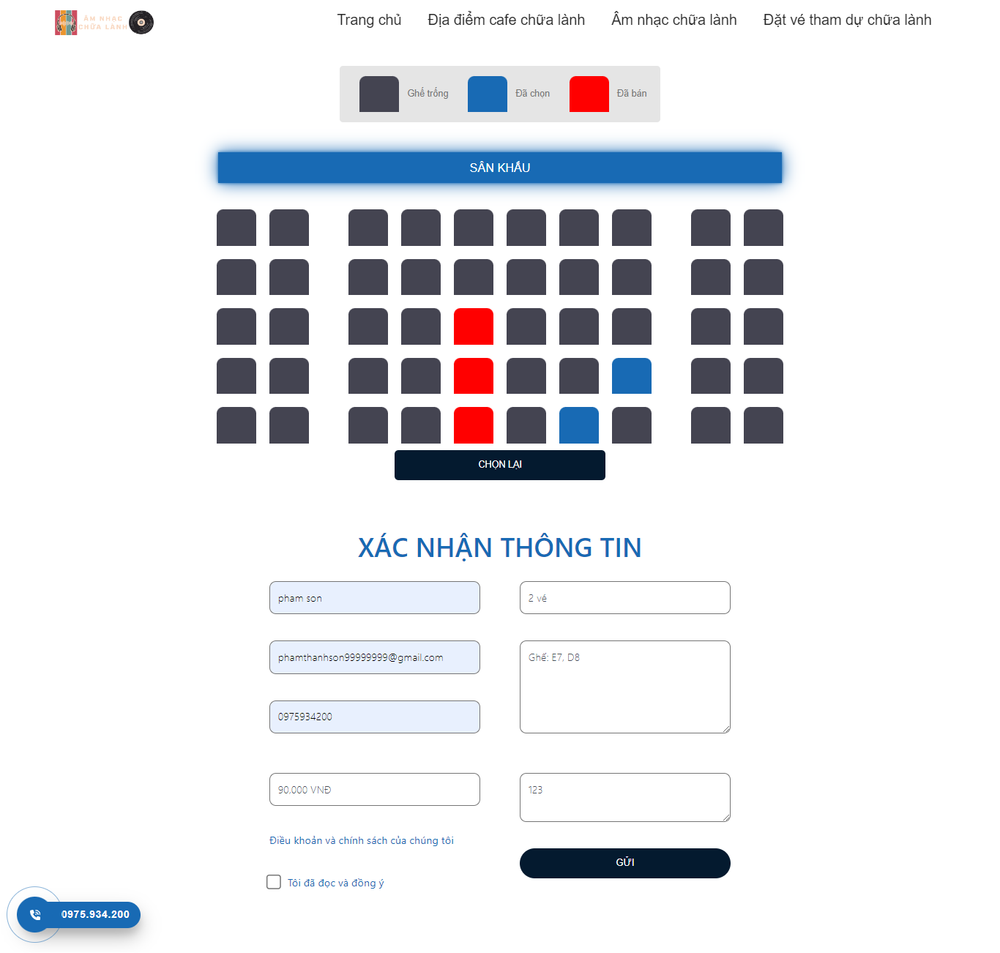 ÂM NHẠC
CHỮA LÀNH
Trang chủ
Địa điểm cafe chữa lành
Âm nhạc chữa lành
Đặt vé tham dự chữa lành
Ghế trống
Đã chọn
Đã bán
SÂN KHẤU
CHỌN LẠI
XÁC NHẬN THÔNG TIN
pham son
2 vé
phamthanhson99999999@gmail.com
Ghế: E7, D8
0975934200
90,000 VNĐ
123
Điều khoản và chính sách của chúng tôi
GỬI
Tôi đã đọc và đồng ý
0975.934.200